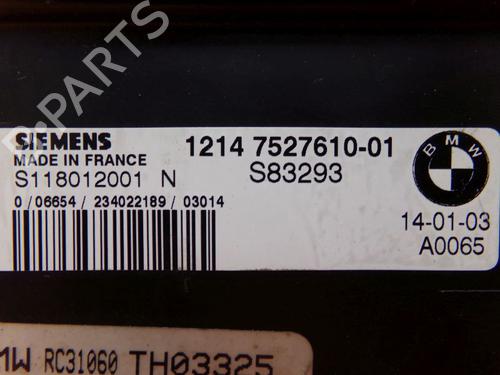 B-PARTS
SIEMENS
MADE IN FRANCE
1214 7527610-01
BMW
S118012001 N
S83293
0 / 06654 / 234022189 / 03014
14-01-03
A0065
MW RC31060 TH03325